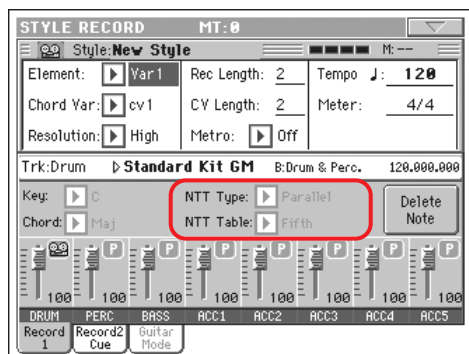 STYLE RECORD MT:0
Style:New Style M:--
Element: Var1 Rec Length: 2 Tempo ♩: 120
Chord Var: cv1 CV Length: 2 Meter: 4/4
Resolution: High Metro: Off
Trk:Drum Standard Kit GM B:Drum & Perc. 120.000.000
Key: C NTT Type: Parallel Delete
Chord: Maj NTT Table: Fifth Note
P P P P P P P
100 100 100 100 100 100 100 100
DRUM PERC BASS ACC1 ACC2 ACC3 ACC4 ACC5
Record 1 Record2 Cue Guitar Mode